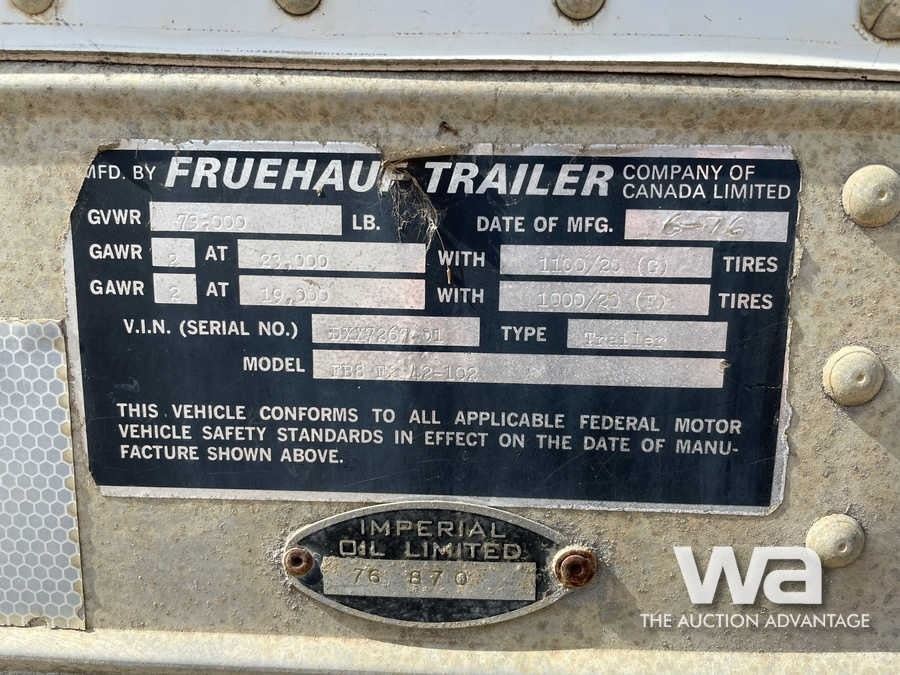 MFD. BY FRUEHAUF TRAILER COMPANY OF CANADA LIMITED
GVWR 73,000 LB. DATE OF MFG. 6-76
GAWR 2 AT 23,000 WITH 1100/20 (G) TIRES
GAWR 2 AT 19,000 WITH 1000/20 (F) TIRES
V.I.N. (SERIAL NO.) TYPE Trailer
MODEL
THIS VEHICLE CONFORMS TO ALL APPLICABLE FEDERAL MOTOR
VEHICLE SAFETY STANDARDS IN EFFECT ON THE DATE OF MANU-
FACTURE SHOWN ABOVE.
IMPERIAL
OIL LIMITED
76 870
wa
THE AUCTION ADVANTAGE